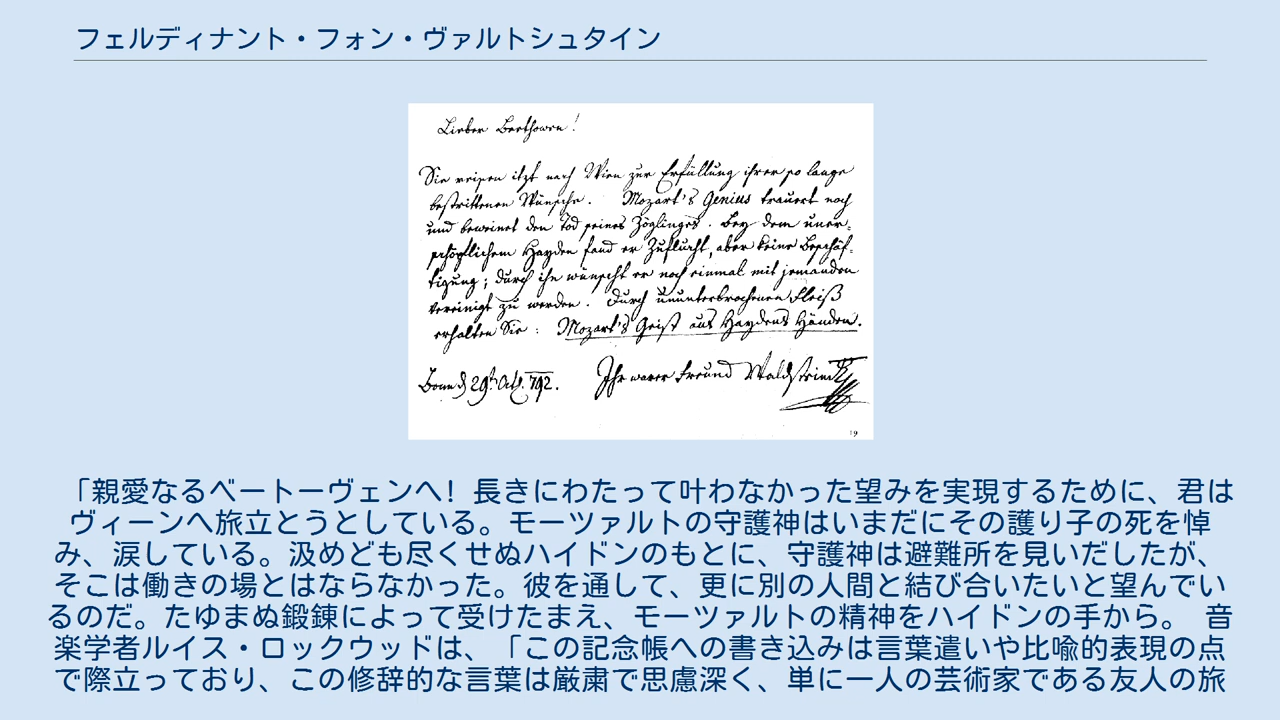 フェルディナント・フォン・ヴァルトシュタイン
Lieber Beethowen!
Sie reisen itzt nach Wien zur Erfüllung ihrer so lange
bestrittenen Wünsche. Mozart's Genius trauert noch
und beweinet den Tod seines Zöglinges. Bey dem uner-
schöpflichem Hayden fand er Zuflucht, aber keine Beschäf-
tigung; durch ihn wünscht er noch einmal mit jemanden
vereinigt zu werden. Durch ununterbrochenen Fleiß
erhalten Sie: Mozart's Geist aus Haydens Händen.
Bonn d 29t Oct. 792. Ihr warer Freund Waldstein
19
「親愛なるベートーヴェンへ！長きにわたって叶わなかった望みを実現するために、君は
ヴィーンへ旅立とうとしている。モーツァルトの守護神はいまだにその護り子の死を悼
み、涙している。汲めども尽くせぬハイドンのもとに、守護神は避難所を見いだしたが、
そこは働きの場とはならなかった。彼を通して、更に別の人間と結び合いたいと望んでい
るのだ。たゆまぬ鍛錬によって受けたまえ、モーツァルトの精神をハイドンの手から。 音
楽学者ルイス・ロックウッドは、「この記念帳への書き込みは言葉遣いや比喩的表現の点
で際立っており、この修辞的な言葉は厳粛で思慮深く、単に一人の芸術家である友人の旅